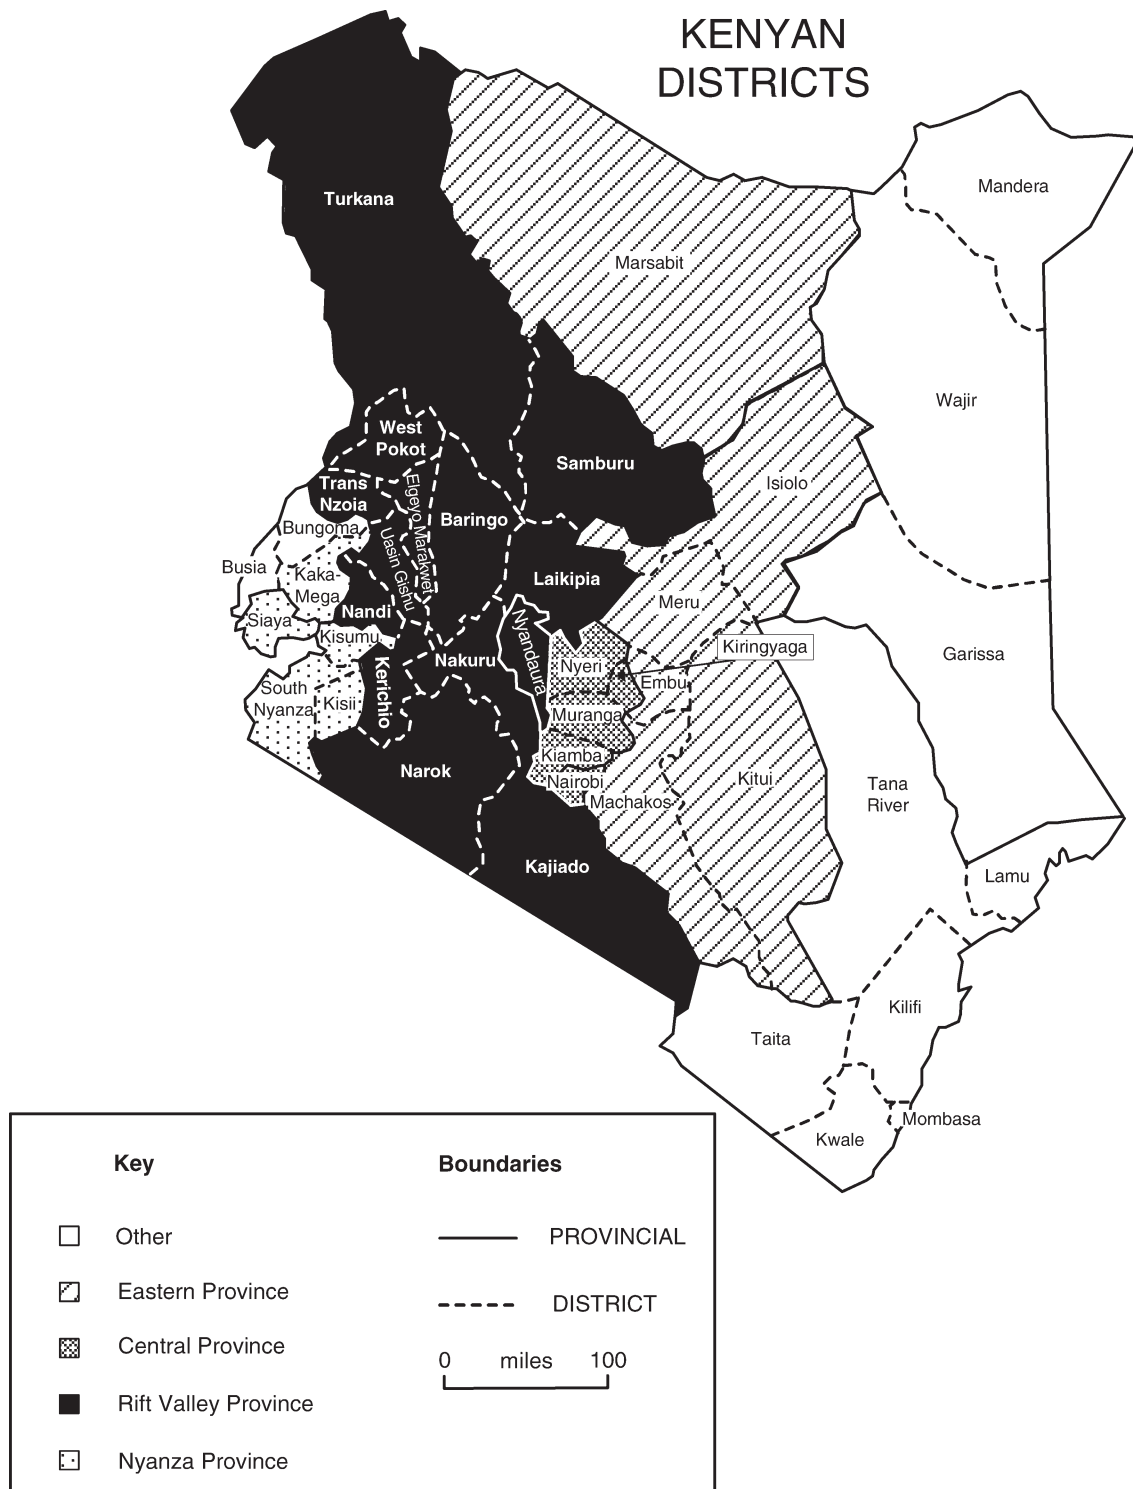 KENYAN
DISTRICTS
Mandera
Turkana
Marsabit
Wajir
West
Pokot
Samburu
Trans
Nzoia
Elgeyo Marakwet
Isiolo
Baringo
Bungoma
Uasin Gishu
Busia
Kaka-
Mega
Laikipia
Nandi
Meru
Siaya
Kisumu
Nyandaura
Kiringyaga
Garissa
Nakuru
Nyeri
Kerichio
Embu
South
Nyanza
Kisii
Muranga
Kiamba
Narok
Nairobi
Kitui
Tana
River
Machakos
Kajiado
Lamu
Kilifi
Taita
Mombasa
Kwale
Key
Boundaries
Other
PROVINCIAL
Eastern Province
DISTRICT
Central Province
0 miles 100
Rift Valley Province
Nyanza Province